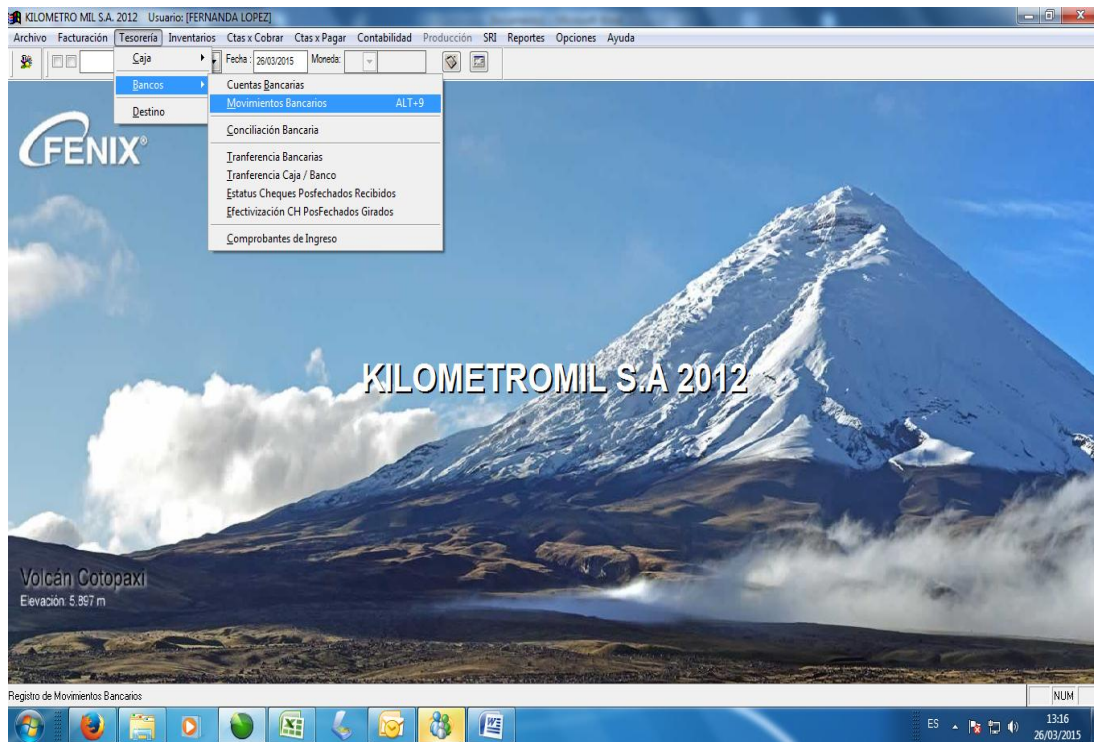 KILOMETRO MIL S.A. 2012 Usuario: [FERNANDA LOPEZ]
Archivo Facturación Tesorería Inventarios Ctas x Cobrar Ctas x Pagar Contabilidad Producción SRI Reportes Opciones Ayuda
Fecha : 26/03/2015 Moneda:
Caja
Bancos
Destino
Cuentas Bancarias
Movimientos Bancarios ALT+9
Conciliación Bancaria
Tranferencia Bancarias
Tranferencia Caja / Banco
Estatus Cheques Posfechados Recibidos
Efectivización CH PosFechados Girados
Comprobantes de Ingreso
FENIX®
KILOMETROMIL S.A 2012
Volcán Cotopaxi
Elevación: 5.897 m
Registro de Movimientos Bancarios
NUM
ES
13:16
26/03/2015